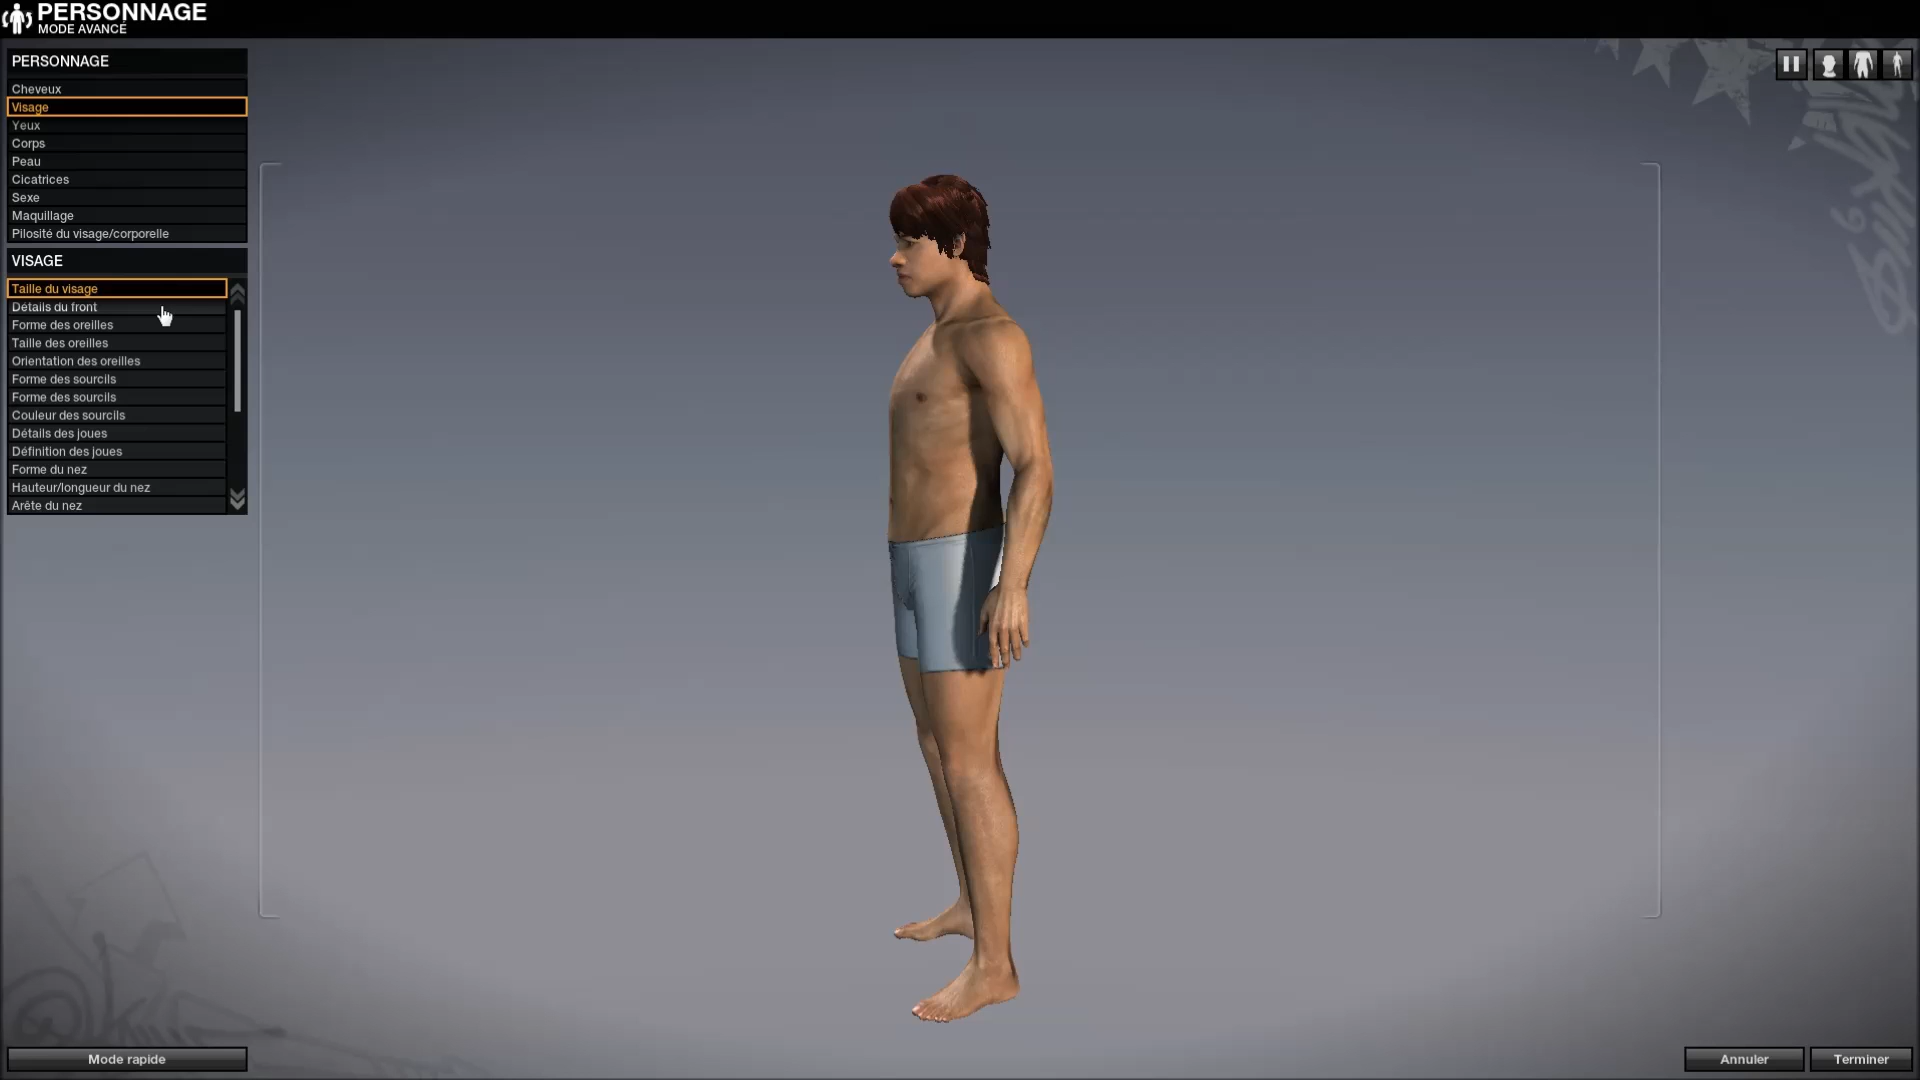 PERSONNAGE
MODE AVANCÉ
PERSONNAGE
Cheveux
Visage
Yeux
Corps
Peau
Cicatrices
Sexe
Maquillage
Pilosité du visage/corporelle
VISAGE
Taille du visage
Détails du front
Forme des oreilles
Taille des oreilles
Orientation des oreilles
Forme des sourcils
Forme des sourcils
Couleur des sourcils
Détails des joues
Définition des joues
Forme du nez
Hauteur/longueur du nez
Arête du nez
Mode rapide
Annuler
Terminer